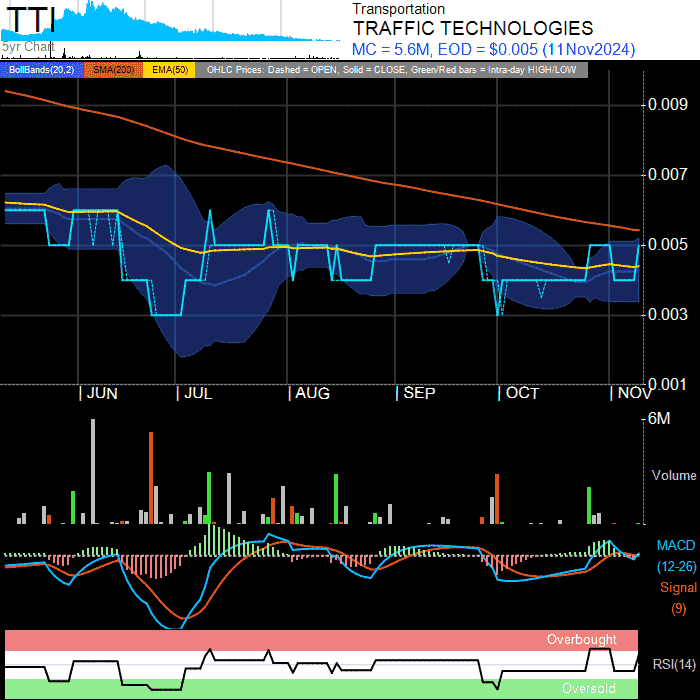 TTI
Transportation
TRAFFIC TECHNOLOGIES
5yr Chart
MC = 5.6M, EOD = $0.005 (11Nov2024)
BollBands(20,2) SMA(200) EMA(50) OHLC Prices: Dashed = OPEN, Solid = CLOSE, Green/Red bars = Intra-day HIGH/LOW
0.009
0.007
0.005
0.003
0.001
JUN JUL AUG SEP OCT NOV
6M
Volume
MACD
(12-26)
Signal
(9)
Overbought
RSI(14)
Oversold